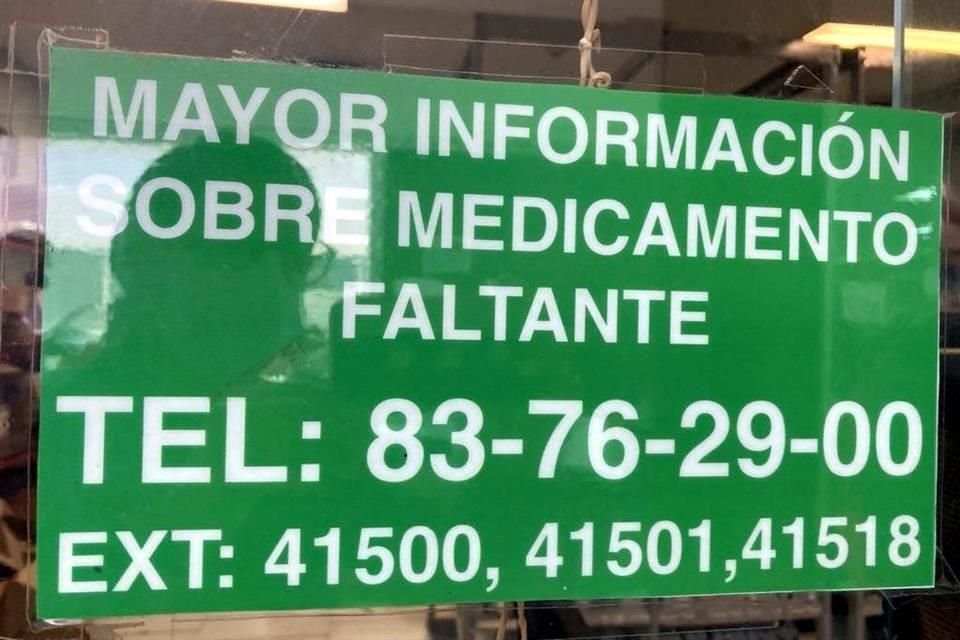 MAYOR INFORMACIÓN
SOBRE MEDICAMENTO
FALTANTE
TEL: 83-76-29-00
EXT: 41500, 41501,41518